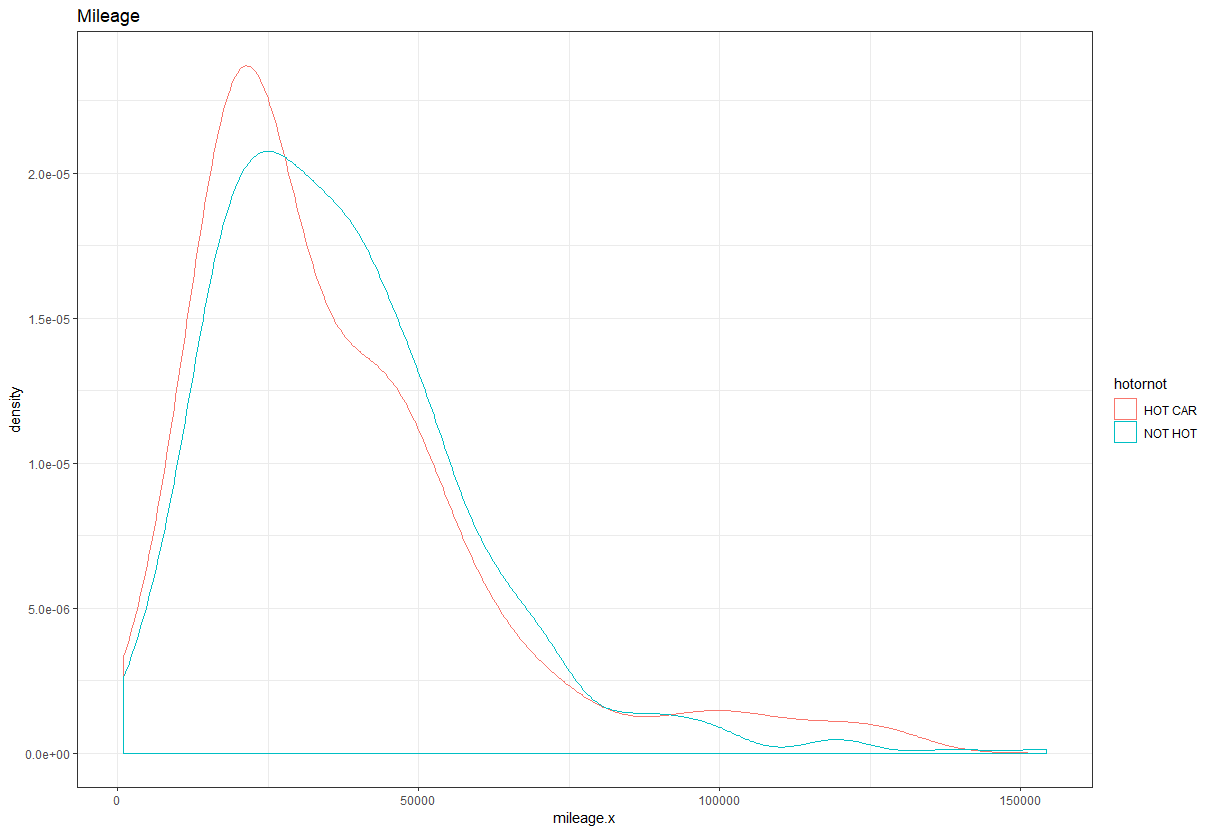 Mileage
2.0e-05
1.5e-05
1.0e-05
5.0e-06
0.0e+00
density
0 50000 100000 150000
mileage.x
hotornot
HOT CAR
NOT HOT